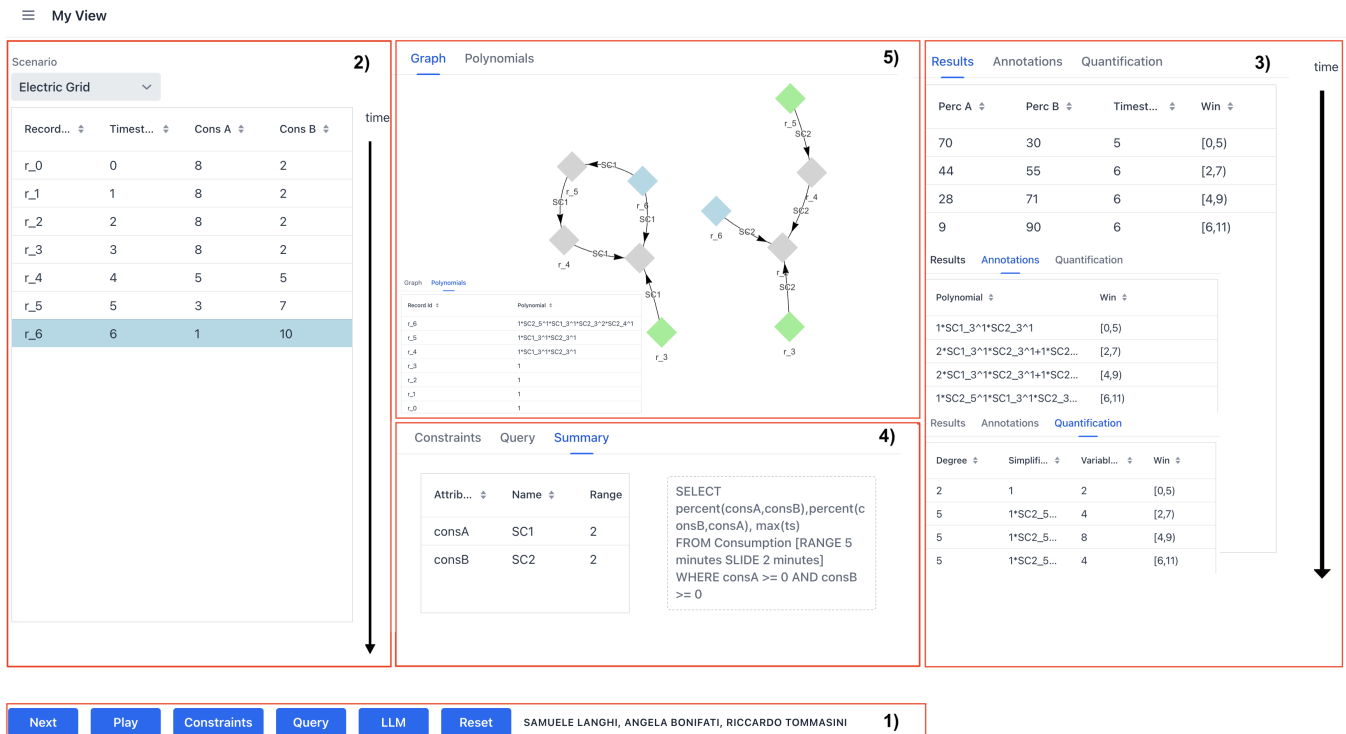 My View
Scenario
2)
Electric Grid
time
Record... Timest... Cons A Cons B
r_0 0 8 2
r_1 1 8 2
r_2 2 8 2
r_3 3 8 2
r_4 4 5 5
r_5 5 3 7
r_6 6 1 10
Graph Polynomials
5)
r_5
SC2
SC1
r_5
r_6
SC1
SC1
r_4
SC2
r_6
SC2
SC1
r_4
SC2
SC1
r_3
r_3
Graph Polynomials
Record Id Polynomial
r_6 1*SC2_5^1*SC1_3^1*SC2_3^2*SC2_4^1
r_5 1*SC1_3^1*SC2_3^1
r_4 1*SC1_3^1*SC2_3^1
r_3 1
r_2 1
r_1 1
r_0 1
Constraints Query Summary
4)
Attrib... Name Range
consA SC1 2
consB SC2 2
SELECT
percent(consA,consB),percent(c
onsB,consA), max(ts)
FROM Consumption [RANGE 5
minutes SLIDE 2 minutes]
WHERE consA >= 0 AND consB
>= 0
Results Annotations Quantification
3)
time
Perc A Perc B Timest... Win
70 30 5 [0,5)
44 55 6 [2,7)
28 71 6 [4,9)
9 90 6 [6,11)
Results Annotations Quantification
Polynomial Win
1*SC1_3^1*SC2_3^1 [0,5)
2*SC1_3^1*SC2_3^1+1*SC2... [2,7)
2*SC1_3^1*SC2_3^1+1*SC2... [4,9)
1*SC2_5^1*SC1_3^1*SC2_3... [6,11)
Results Annotations Quantification
Degree Simplifi... Variabl... Win
2 1 2 [0,5)
5 1*SC2_5... 4 [2,7)
5 1*SC2_5... 8 [4,9)
5 1*SC2_5... 4 [6,11)
Next Play Constraints Query LLM Reset SAMUELE LANGHI, ANGELA BONIFATI, RICCARDO TOMMASINI 1)